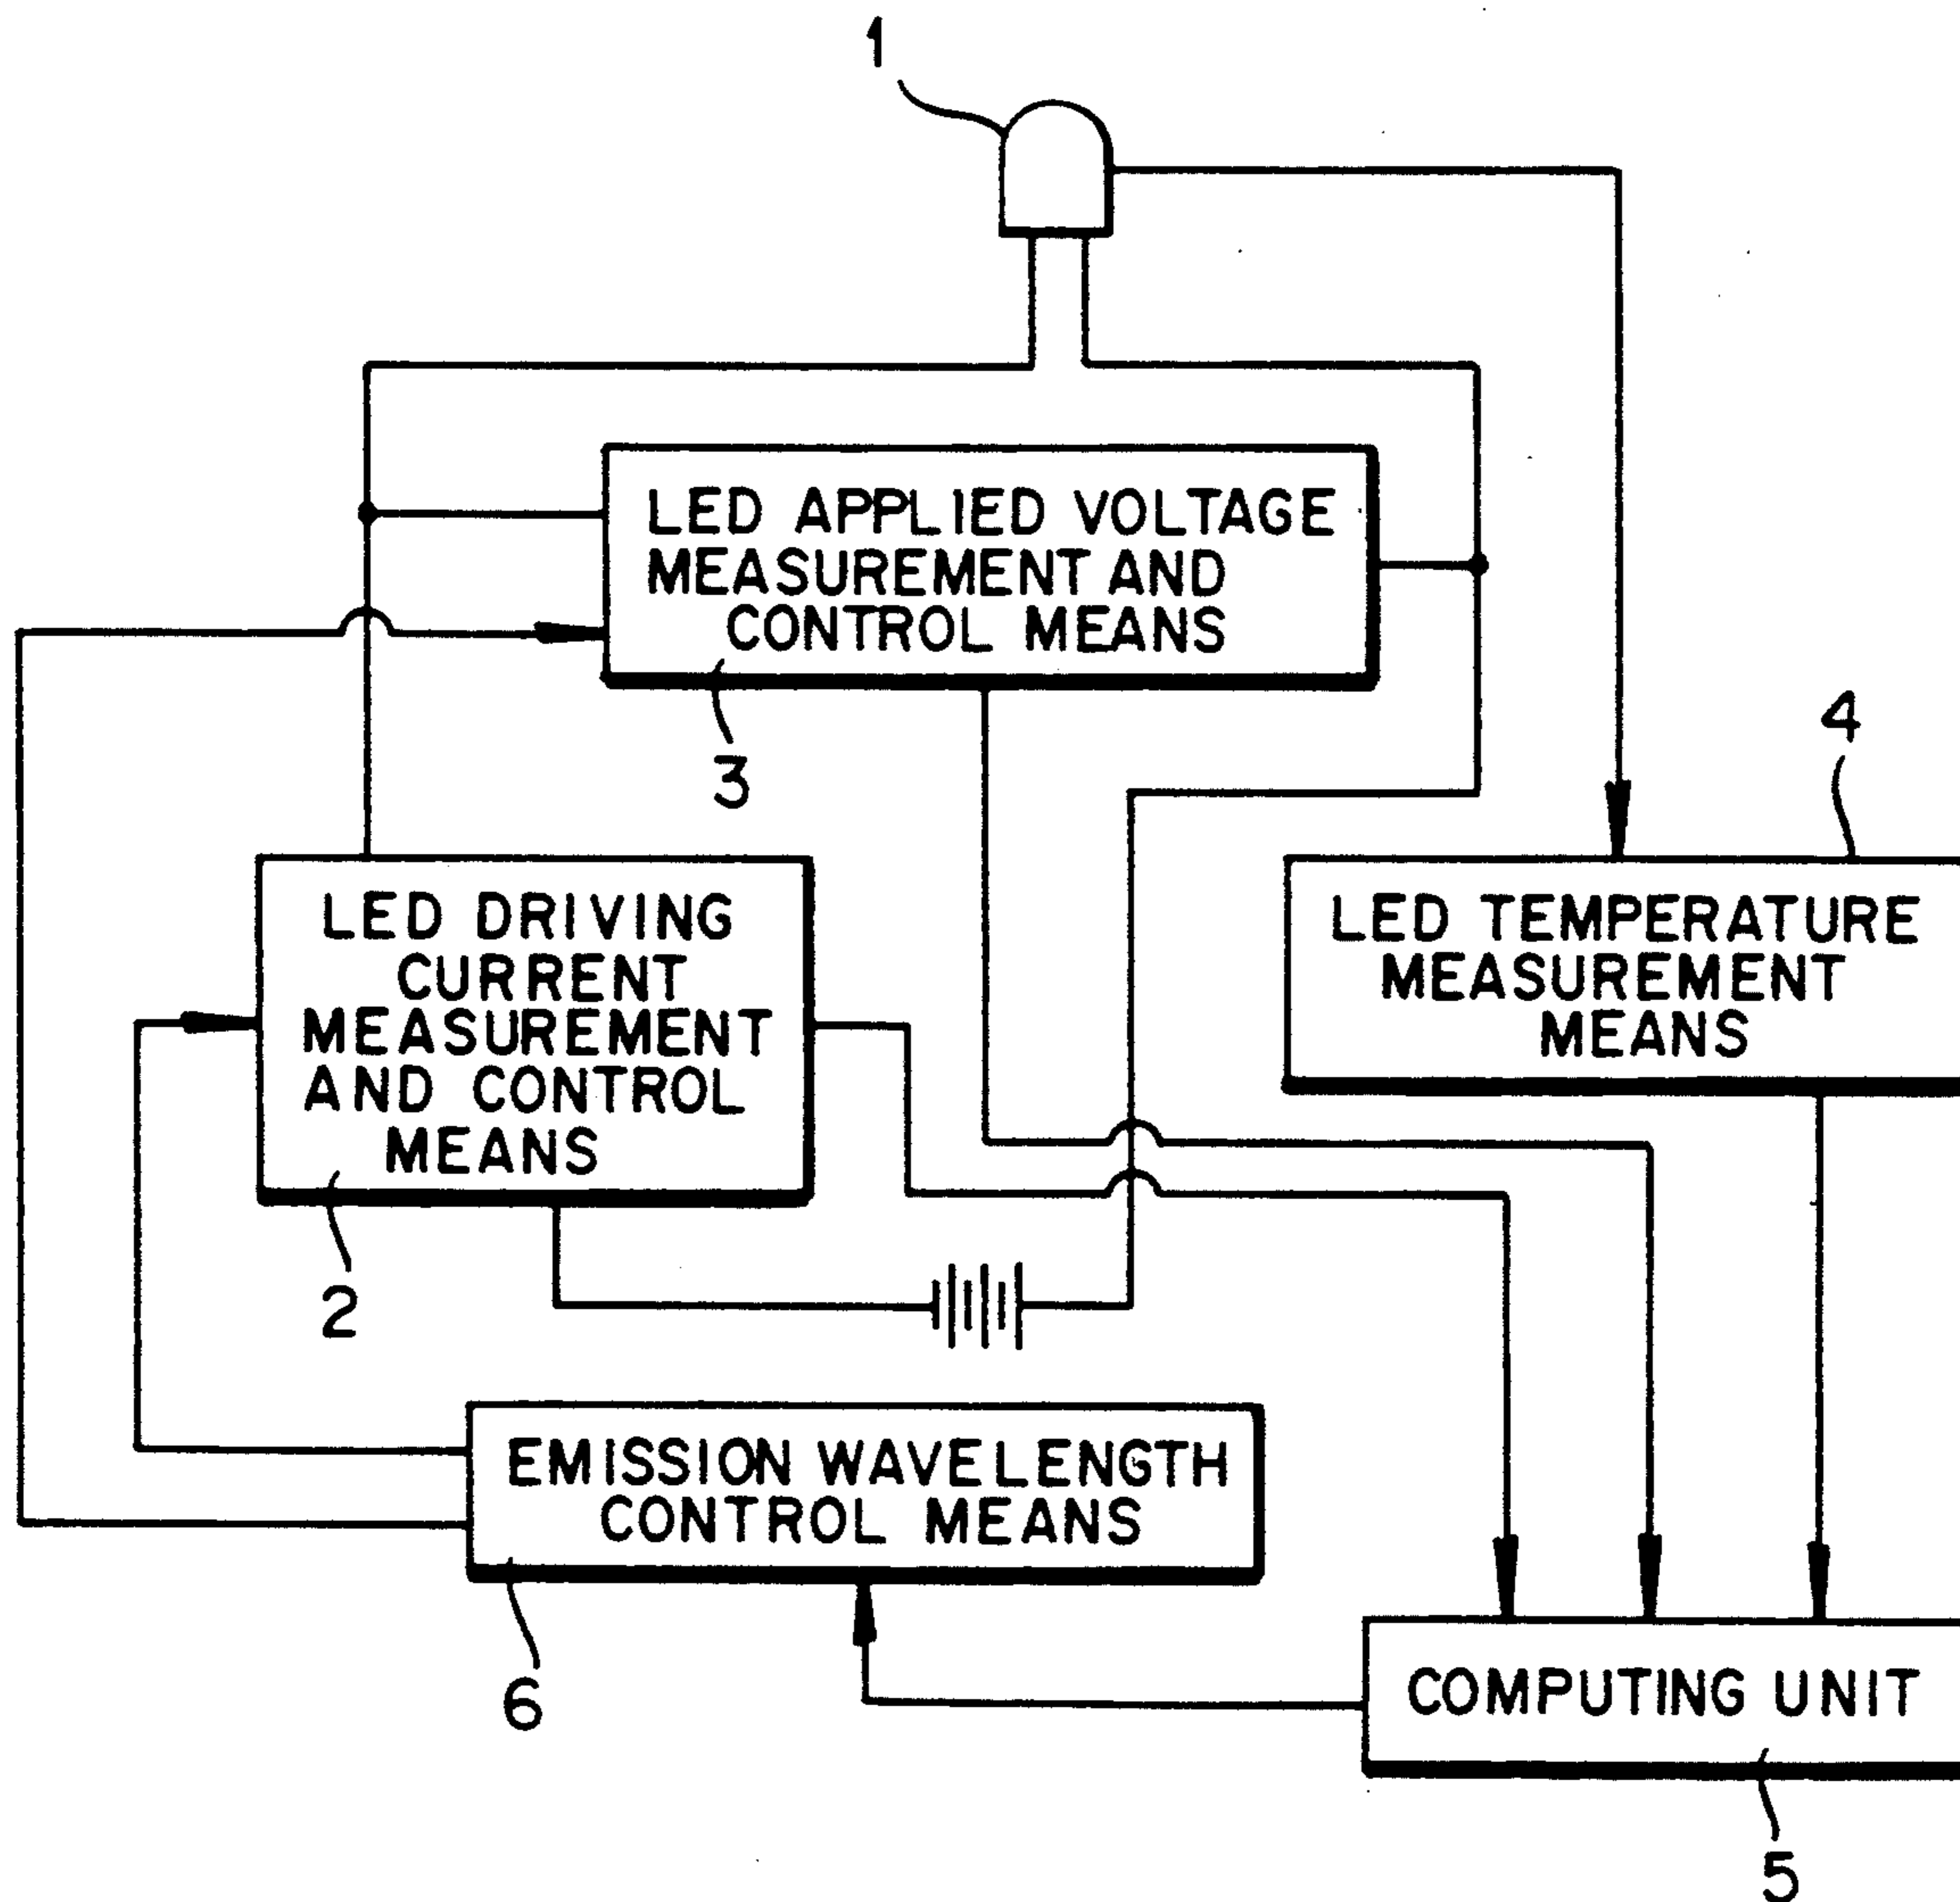 1
LED APPLIED VOLTAGE
MEASUREMENT AND
CONTROL MEANS
3
4
LED DRIVING
CURRENT
MEASUREMENT
AND CONTROL
MEANS
2
LED TEMPERATURE
MEASUREMENT
MEANS
EMISSION WAVELENGTH
CONTROL MEANS
6
COMPUTING UNIT
5